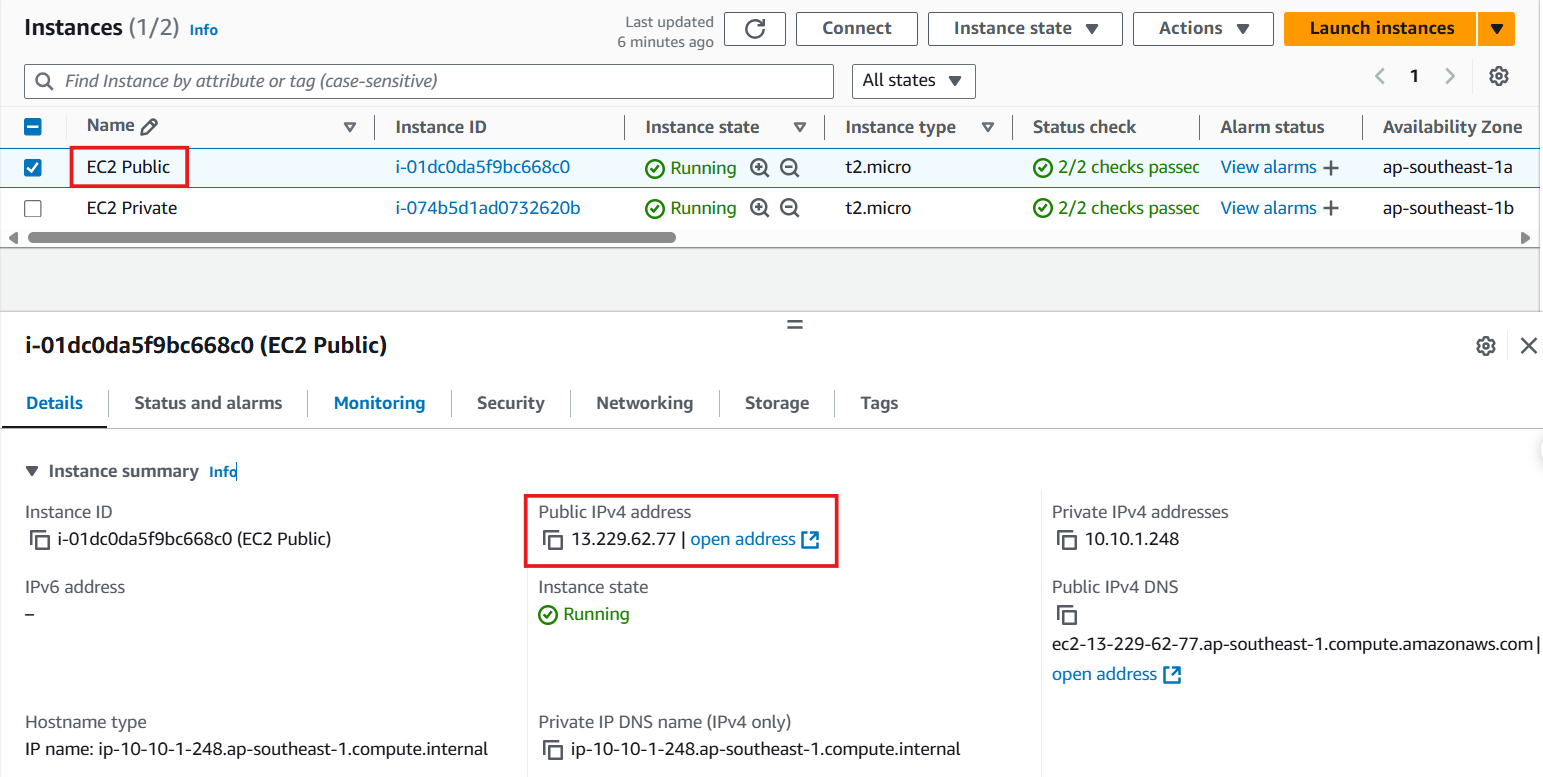 Instances (1/2) Info
Last updated
6 minutes ago
Connect
Instance state
Actions
Launch instances
Find Instance by attribute or tag (case-sensitive)
All states
1
Name Instance ID Instance state Instance type Status check Alarm status Availability Zone
EC2 Public i-01dc0da5f9bc668c0 Running t2.micro 2/2 checks passec View alarms + ap-southeast-1a
EC2 Private i-074b5d1ad0732620b Running t2.micro 2/2 checks passec View alarms + ap-southeast-1b
i-01dc0da5f9bc668c0 (EC2 Public)
Details Status and alarms Monitoring Security Networking Storage Tags
Instance summary Info
Instance ID
i-01dc0da5f9bc668c0 (EC2 Public)
Public IPv4 address
13.229.62.77 | open address
Private IPv4 addresses
10.10.1.248
IPv6 address
–
Instance state
Running
Public IPv4 DNS
ec2-13-229-62-77.ap-southeast-1.compute.amazonaws.com |
open address
Hostname type
IP name: ip-10-10-1-248.ap-southeast-1.compute.internal
Private IP DNS name (IPv4 only)
ip-10-10-1-248.ap-southeast-1.compute.internal